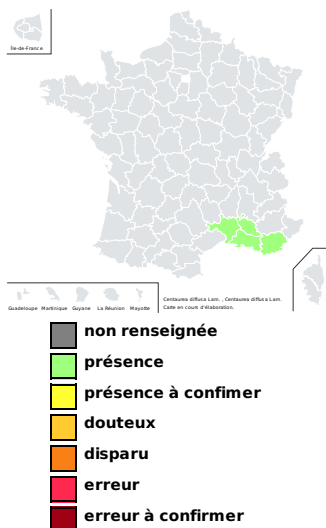 Île-de-France
Guadeloupe Martinique Guyane La Réunion Mayotte
Centaurea diffusa Lam. , Centaurea diffusa Lam.
Carte en cours d'élaboration.
non renseignée
présence
présence à confimer
douteux
disparu
erreur
erreur à confirmer